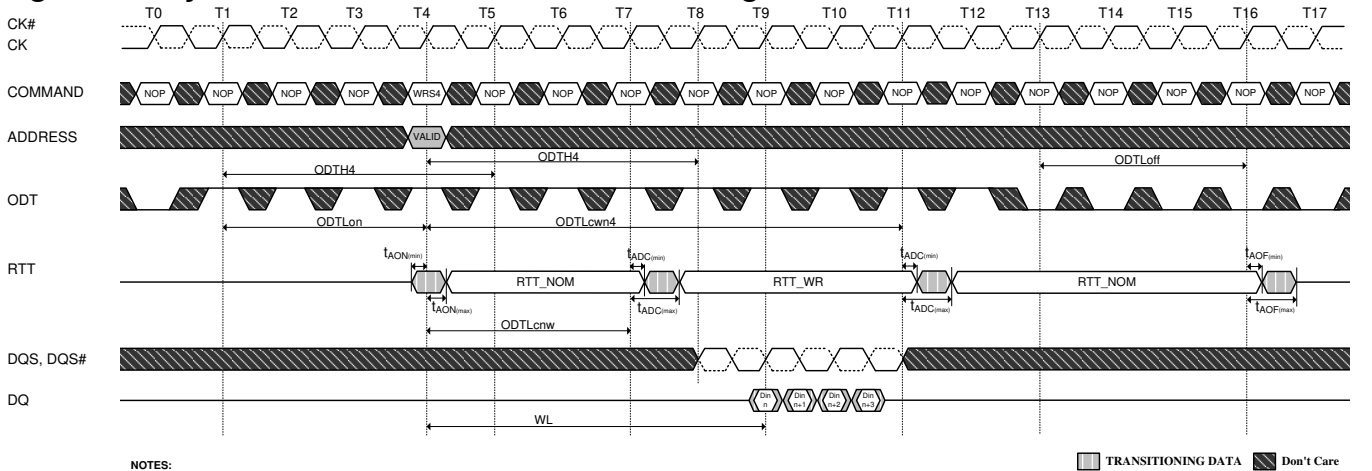 T0 T1 T2 T3 T4 T5 T6 T7 T8 T9 T10 T11 T12 T13 T14 T15 T16 T17
CK#
CK
COMMAND NOP NOP NOP NOP WRS4 NOP NOP NOP NOP NOP NOP NOP NOP NOP NOP NOP NOP NOP
ADDRESS VALID
ODTH4 ODTLoff
ODTH4
ODT
ODTLon ODTLcwn4
tAON(min) tADC(min) tADC(min) tAOF(min)
RTT RTT_NOM RTT_WR RTT_NOM
tAON(max) tADC(max) tADC(max) tAOF(max)
ODTLcnw
DQS, DQS#
DQ Din n Din n+1 Din n+2 Din n+3
WL
NOTES: TRANSITIONING DATA Don't Care